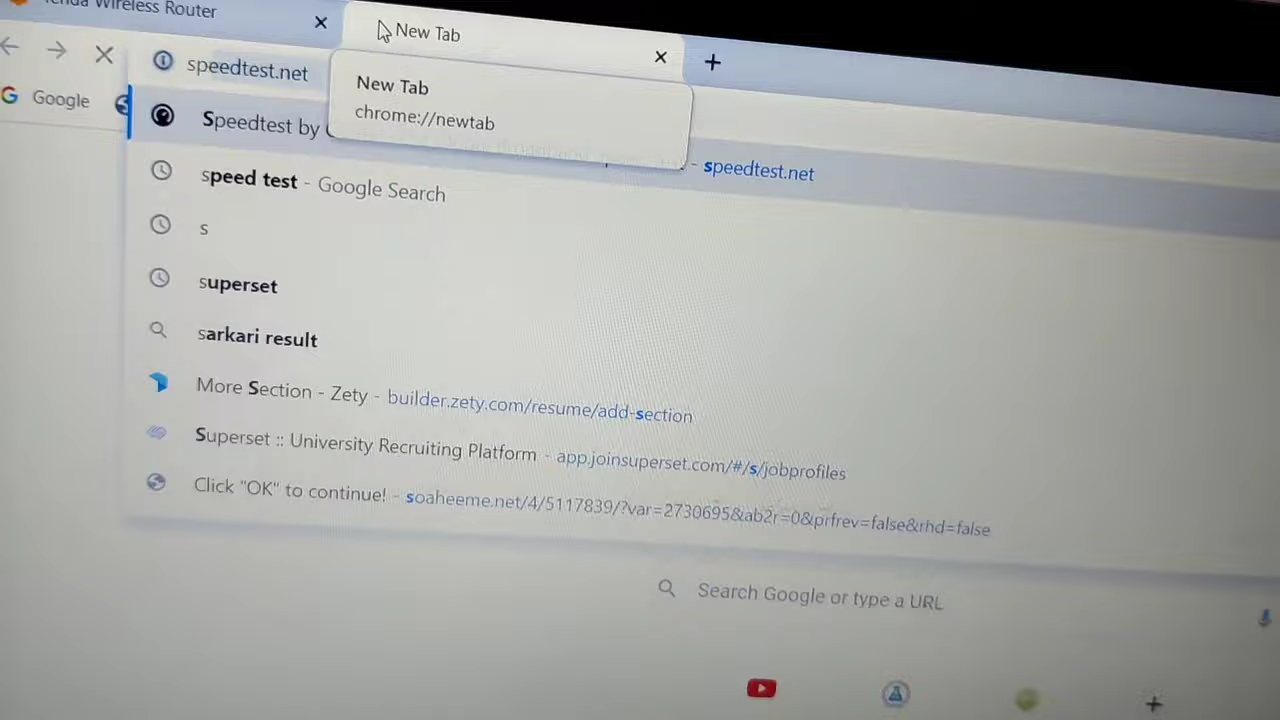 Wireless Router
New Tab
speedtest.net
New Tab
chrome://newtab
Google
Speedtest by
- speedtest.net
speed test - Google Search
s
superset
sarkari result
More Section - Zety - builder.zety.com/resume/add-section
Superset :: University Recruiting Platform - app.joinsuperset.com/#/s/jobprofiles
Click "OK" to continue! - soaheeme.net/4/5117839/?var=2730695&ab2r=0&prfrev=false&rhd=false
Search Google or type a URL